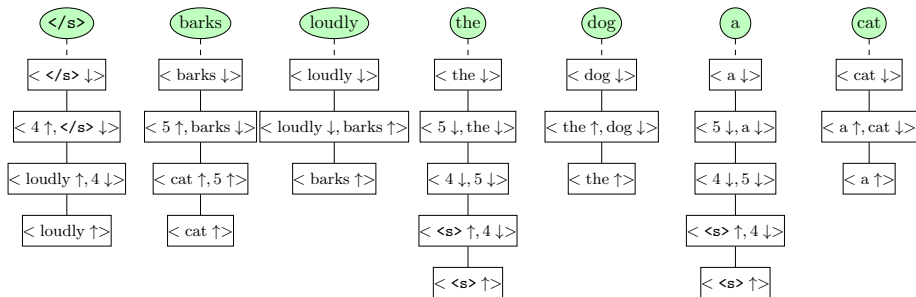 </s> barks loudly the dog a cat
< </s> ↓> < barks ↓> < loudly ↓> < the ↓> < dog ↓> < a ↓> < cat ↓>
< 4 ↑, </s> ↓> < 5 ↑, barks ↓> < loudly ↓, barks ↑> < 5 ↓, the ↓> < the ↑, dog ↓> < 5 ↓, a ↓> < a ↑, cat ↓>
< loudly ↑, 4 ↓> < cat ↑, 5 ↑> < barks ↑> < 4 ↓, 5 ↓> < the ↑> < 4 ↓, 5 ↓> < a ↑>
< loudly ↑> < cat ↑> < <s> ↑, 4 ↓> < <s> ↑, 4 ↓>
< <s> ↑> < <s> ↑>